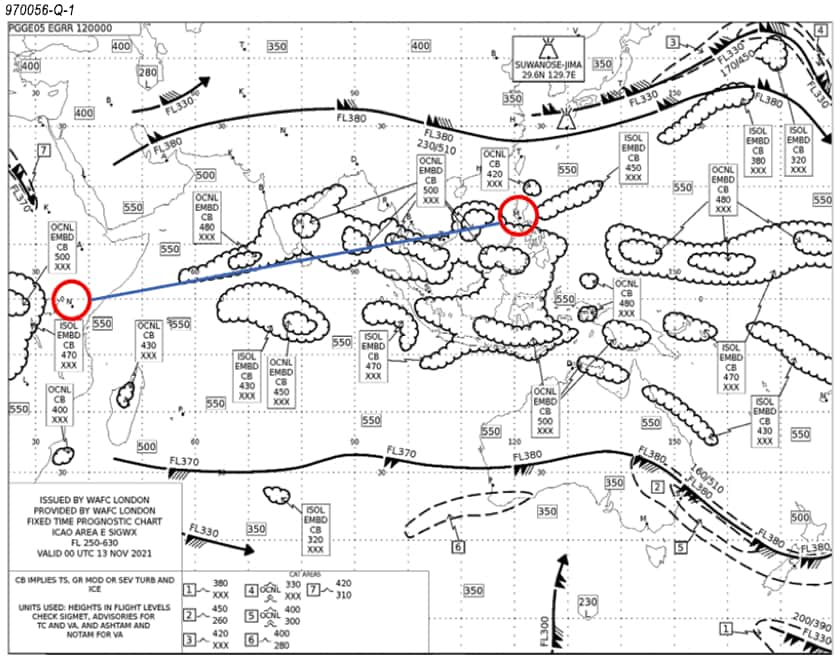 970056-Q-1
PGGE05 EGRR 120000
400
350
400
3
4
400
280
L
SUWANOSE-JIMA
29.6N 129.7E
350
FL330
170/450
FL330
400
FL330
350
FL330
FL380
FL380
FL380
FL380
230/510
7
FL370
500
550
550
550
550
OCNL
EMBD
CB
500
XXX
OCNL
EMBD
CB
480
XXX
OCNL
EMBD
CB
500
XXX
OCNL
CB
420
XXX
ISOL
EMBD
CB
450
XXX
ISOL
EMBD
CB
380
XXX
ISOL
EMBD
CB
320
XXX
OCNL
EMBD
CB
480
XXX
550
ISOL
EMBD
CB
470
XXX
550
OCNL
CB
430
XXX
550
ISOL
EMBD
CB
430
XXX
OCNL
EMBD
CB
450
XXX
550
ISOL
EMBD
CB
470
XXX
550
OCNL
CB
480
XXX
550
ISOL
EMBD
CB
470
XXX
OCNL
CB
400
XXX
550
550
550
550
OCNL
EMBD
CB
500
XXX
ISOL
EMBD
CB
430
XXX
550
30
60
90
120
150
500
FL370
FL370
FL380
FL380
160/510
FL380
350
2
350
ISOL
EMBD
CB
320
XXX
6
350
5
500
FL380
FL380
FL330
350
230
L
FL300
1
200/390
FL330
ISSUED BY WAFC LONDON
PROVIDED BY WAFC LONDON
FIXED TIME PROGNOSTIC CHART
ICAO AREA E SIGWX
FL 250-630
VALID 00 UTC 13 NOV 2021
CB IMPLIES TS, GR MOD OR SEV TURB AND
ICE
UNITS USED: HEIGHTS IN FLIGHT LEVELS
CHECK SIGMET, ADVISORIES FOR
TC AND VA, AND ASHTAM AND
NOTAM FOR VA
CAT AREAS
1 380 XXX
2 450 260
3 420 XXX
4 OCNL 330 XXX
5 OCNL 400 300
6 400 280
7 420 310